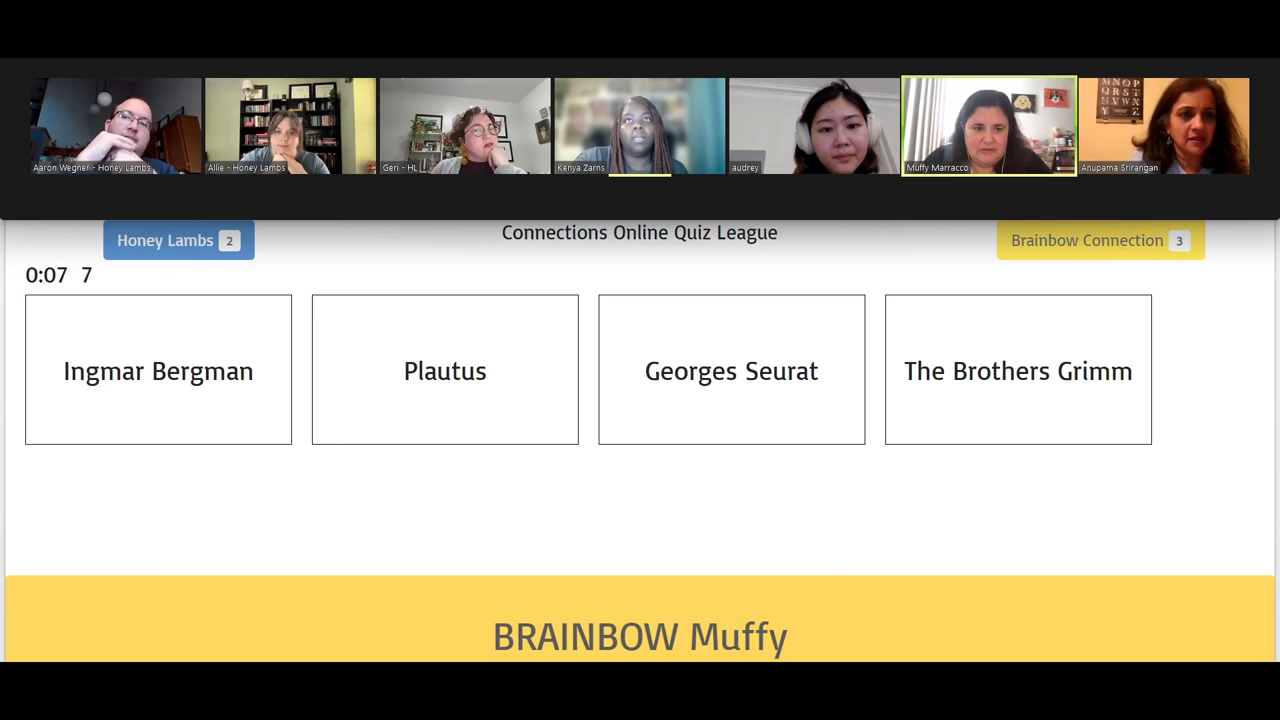 Aaron Wegner - Honey Lambs
Allie - Honey Lambs
Geri - HL
Kenya Zarns
audrey
Muffy Marracco
Anupama Srirangan
Honey Lambs 2
Connections Online Quiz League
Brainbow Connection 3
0:07 7
Ingmar Bergman
Plautus
Georges Seurat
The Brothers Grimm
BRAINBOW Muffy